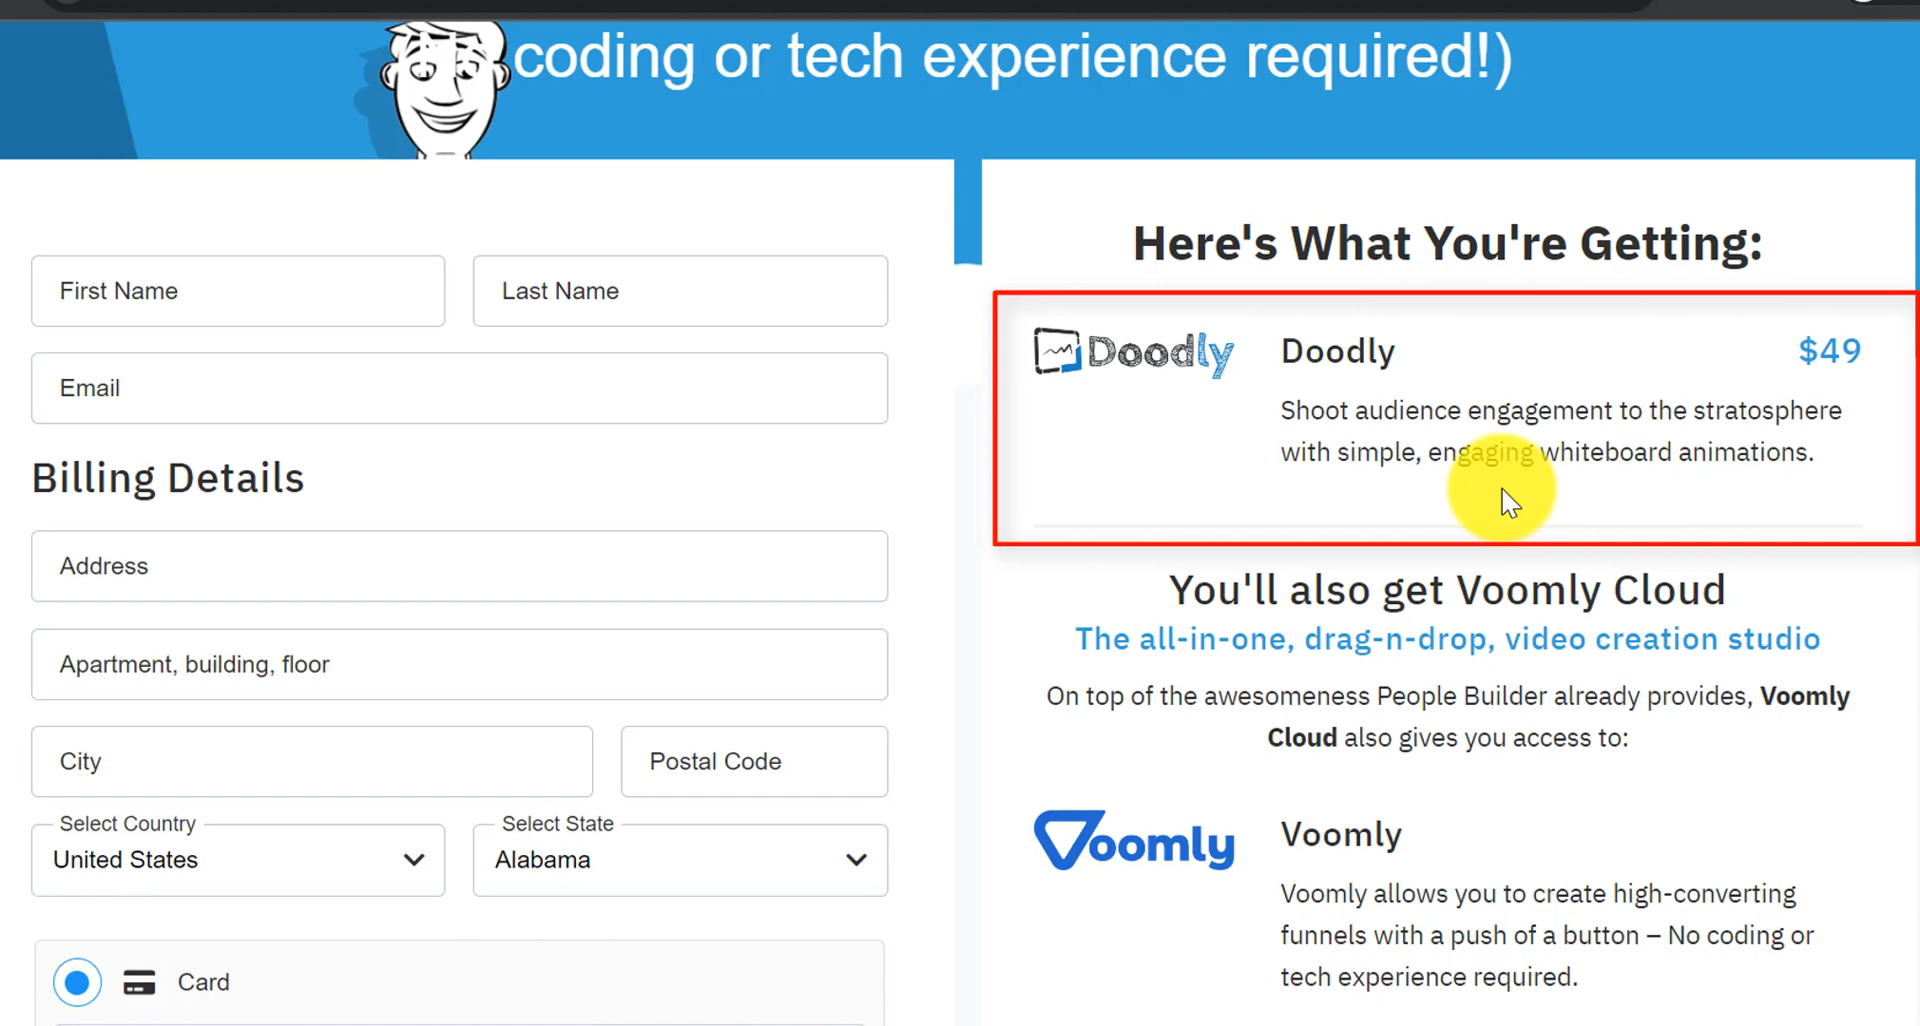 coding or tech experience required!)
First Name
Last Name
Email
Billing Details
Address
Apartment, building, floor
City
Postal Code
Select Country
United States
Select State
Alabama
Card
Here's What You're Getting:
Doodly
Doodly
$49
Shoot audience engagement to the stratosphere
with simple, engaging whiteboard animations.
You'll also get Voomly Cloud
The all-in-one, drag-n-drop, video creation studio
On top of the awesomeness People Builder already provides, Voomly
Cloud also gives you access to:
Voomly
Voomly
Voomly allows you to create high-converting
funnels with a push of a button – No coding or
tech experience required.